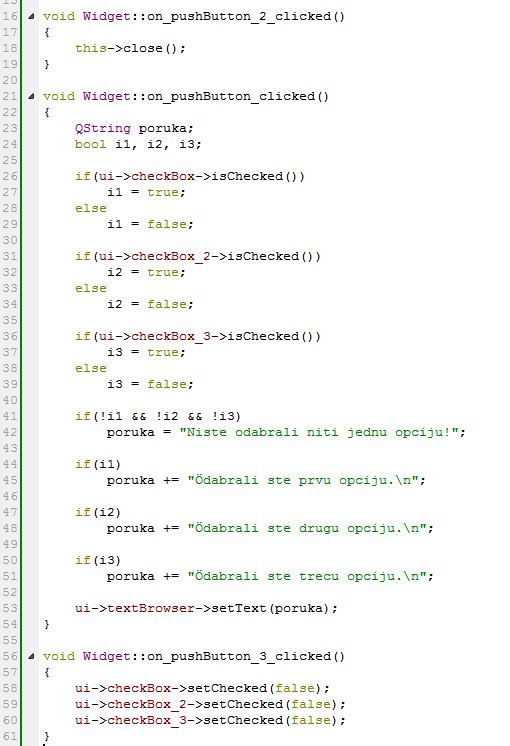 15
16 void Widget::on_pushButton_2_clicked()
17 {
18     this->close();
19 }
20
21 void Widget::on_pushButton_clicked()
22 {
23     QString poruka;
24     bool i1, i2, i3;
25
26     if(ui->checkBox->isChecked())
27         i1 = true;
28     else
29         i1 = false;
30
31     if(ui->checkBox_2->isChecked())
32         i2 = true;
33     else
34         i2 = false;
35
36     if(ui->checkBox_3->isChecked())
37         i3 = true;
38     else
39         i3 = false;
40
41     if(!i1 && !i2 && !i3)
42         poruka = "Niste odabrali niti jednu opciju!";
43
44     if(i1)
45         poruka += "Ödabrali ste prvu opciju.\n";
46
47     if(i2)
48         poruka += "Ödabrali ste drugu opciju.\n";
49
50     if(i3)
51         poruka += "Ödabrali ste trecu opciju.\n";
52
53     ui->textBrowser->setText(poruka);
54 }
55
56 void Widget::on_pushButton_3_clicked()
57 {
58     ui->checkBox->setChecked(false);
59     ui->checkBox_2->setChecked(false);
60     ui->checkBox_3->setChecked(false);
61 }